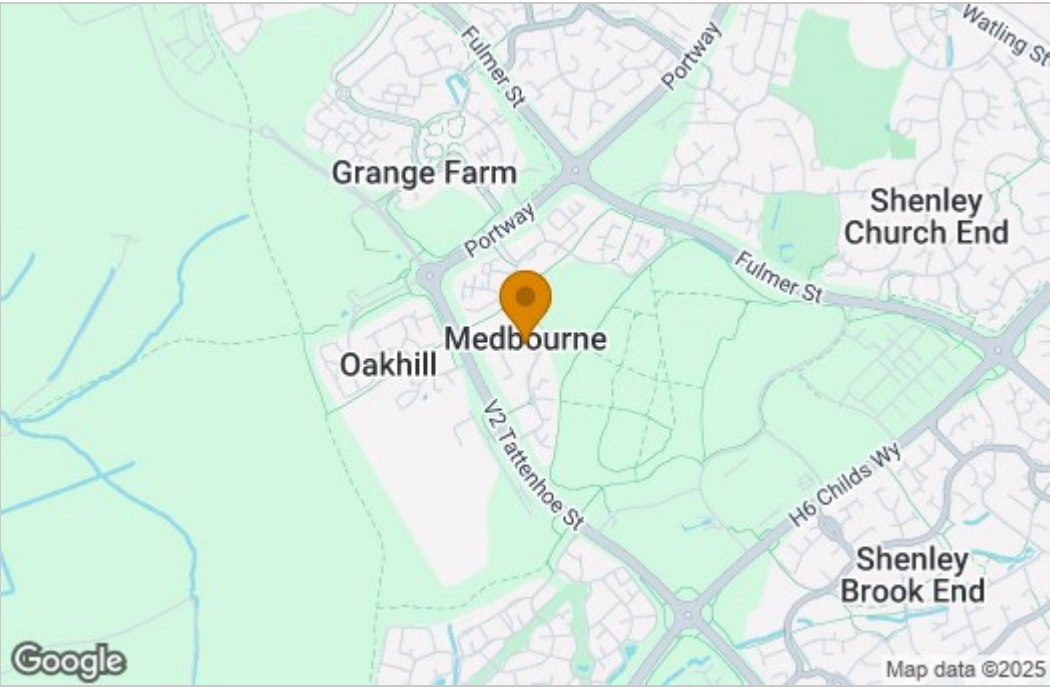 Fulmer St
Portway
Watling St
Grange Farm
Shenley
Church End
Portway
Fulmer St
Medbourne
Oakhill
V2 Tattenhoe St
H6 Childs Wy
Shenley
Brook End
Google
Map data ©2025